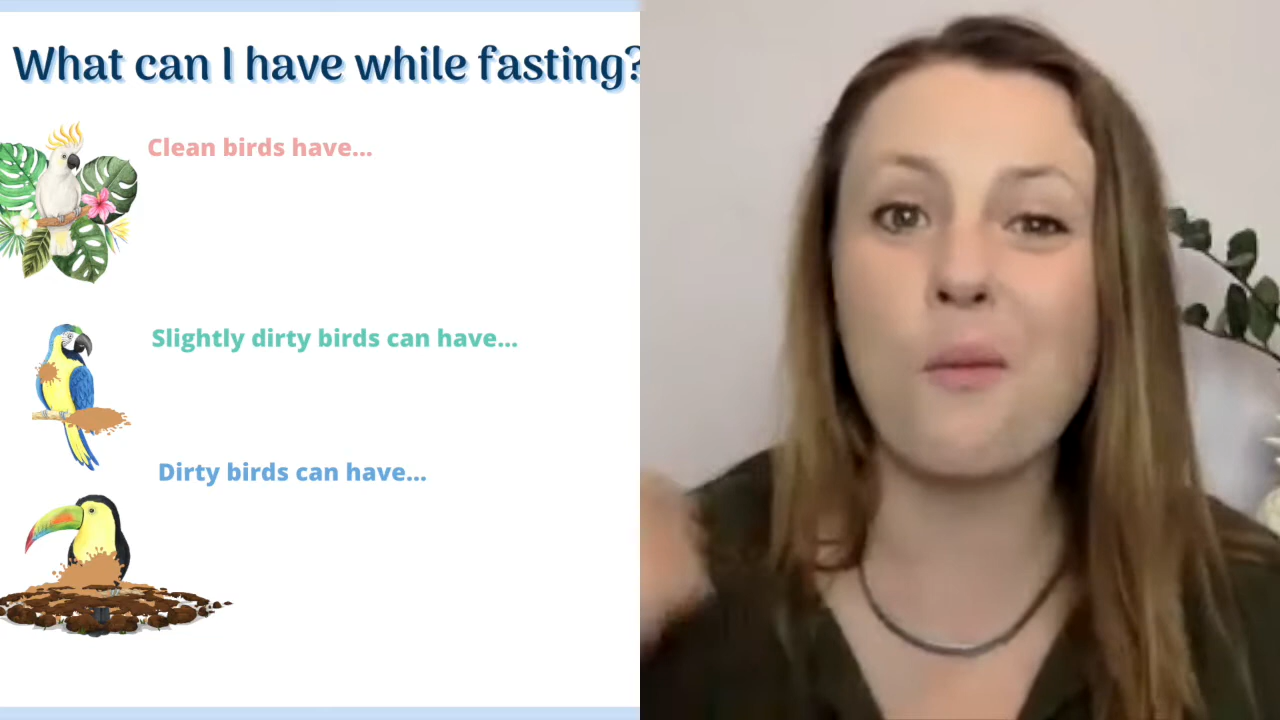 What can I have while fasting?
Clean birds have...
Slightly dirty birds can have...
Dirty birds can have...